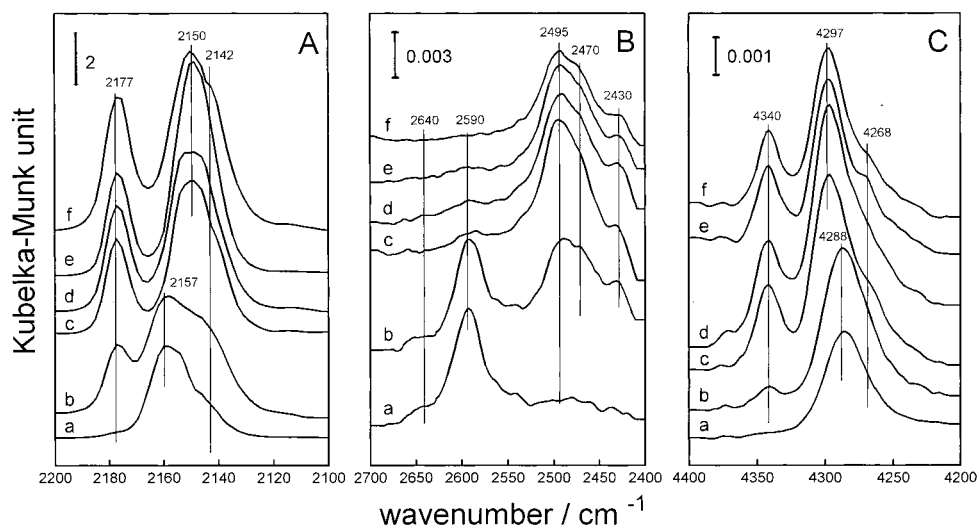 Kubelka-Munk unit
A
2
2177
2150
2142
2157
f
e
d
c
b
a
2200 2180 2160 2140 2120 2100
B
0.003
2640
2590
2495
2470
2430
f
e
d
c
b
a
2700 2650 2600 2550 2500 2450 2400
C
0.001
4340
4297
4268
4288
f
e
d
c
b
a
4400 4350 4300 4250 4200
wavenumber / cm -1